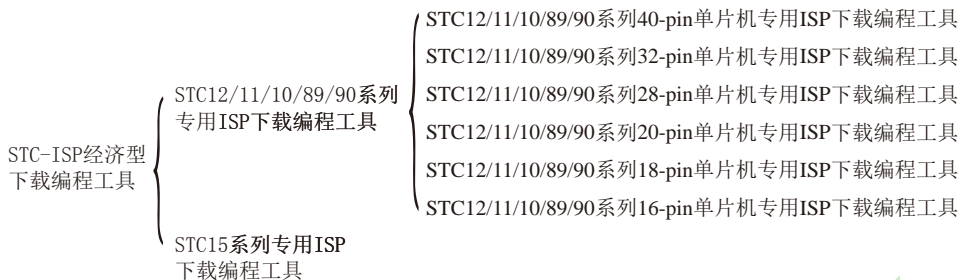 STC-ISP经济型
下载编程工具
STC12/11/10/89/90系列
专用ISP下载编程工具
STC12/11/10/89/90系列40-pin单片机专用ISP下载编程工具
STC12/11/10/89/90系列32-pin单片机专用ISP下载编程工具
STC12/11/10/89/90系列28-pin单片机专用ISP下载编程工具
STC12/11/10/89/90系列20-pin单片机专用ISP下载编程工具
STC12/11/10/89/90系列18-pin单片机专用ISP下载编程工具
STC12/11/10/89/90系列16-pin单片机专用ISP下载编程工具
STC15系列专用ISP
下载编程工具